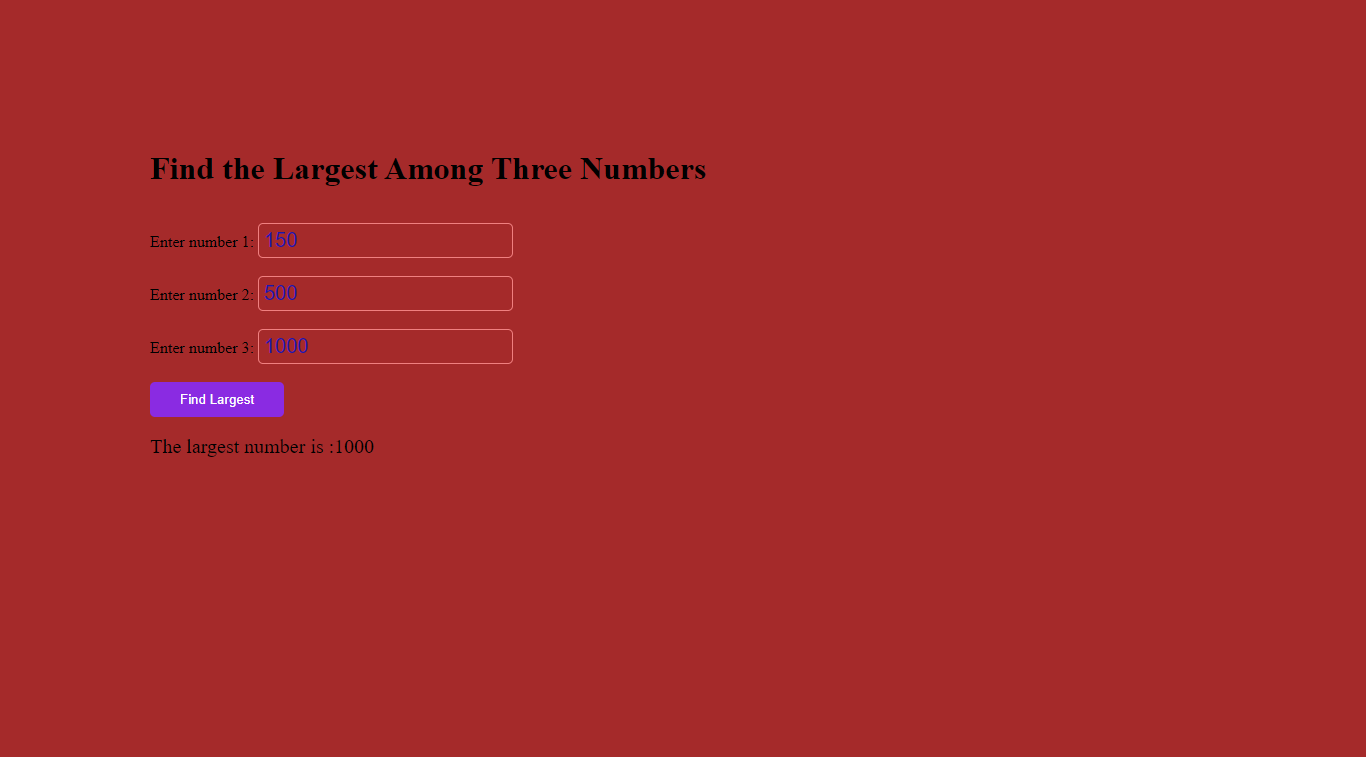 Find the Largest Among Three Numbers
Enter number 1: 150
Enter number 2: 500
Enter number 3: 1000
Find Largest
The largest number is :1000